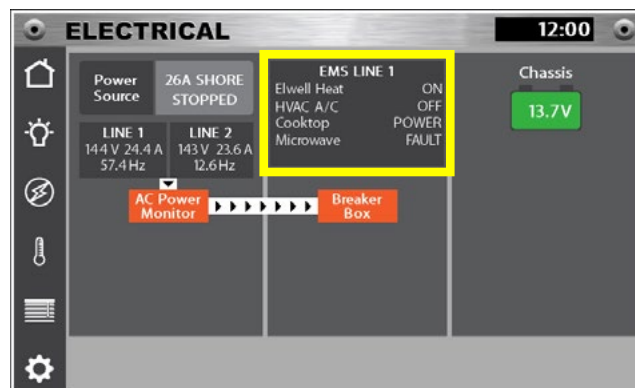 ELECTRICAL
12:00
Power
Source
26A SHORE
STOPPED
LINE 1
144 V 24.4 A
57.4 Hz
LINE 2
143 V 23.6 A
12.6 Hz
AC Power
Monitor
EMS LINE 1
Elwell Heat ON
HVAC A/C OFF
Cooktop POWER
Microwave FAULT
Breaker
Box
Chassis
13.7V